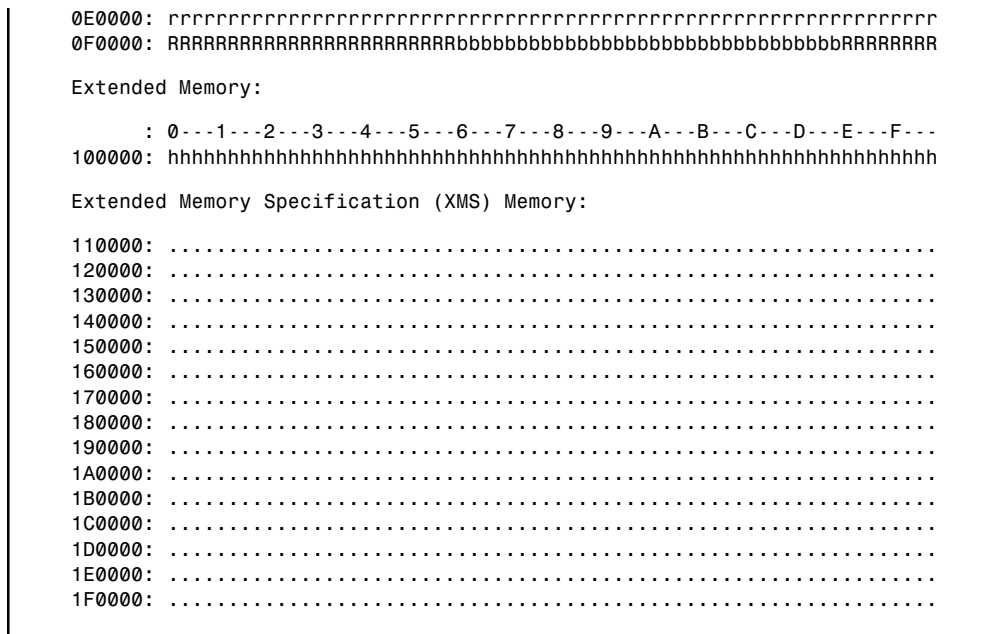 0E0000: rrrrrrrrrrrrrrrrrrrrrrrrrrrrrrrrrrrrrrrrrrrrrrrrrrrrrrrrrrrrrrrr
0F0000: RRRRRRRRRRRRRRRRRRRRRRRRbbbbbbbbbbbbbbbbbbbbbbbbbbbbbbbbRRRRRRRR
Extended Memory:
: 0---1---2---3---4---5---6---7---8---9---A---B---C---D---E---F---
100000: hhhhhhhhhhhhhhhhhhhhhhhhhhhhhhhhhhhhhhhhhhhhhhhhhhhhhhhhhhhhhhhh
Extended Memory Specification (XMS) Memory:
110000: ................................................................
120000: ................................................................
130000: ................................................................
140000: ................................................................
150000: ................................................................
160000: ................................................................
170000: ................................................................
180000: ................................................................
190000: ................................................................
1A0000: ................................................................
1B0000: ................................................................
1C0000: ................................................................
1D0000: ................................................................
1E0000: ................................................................
1F0000: ................................................................